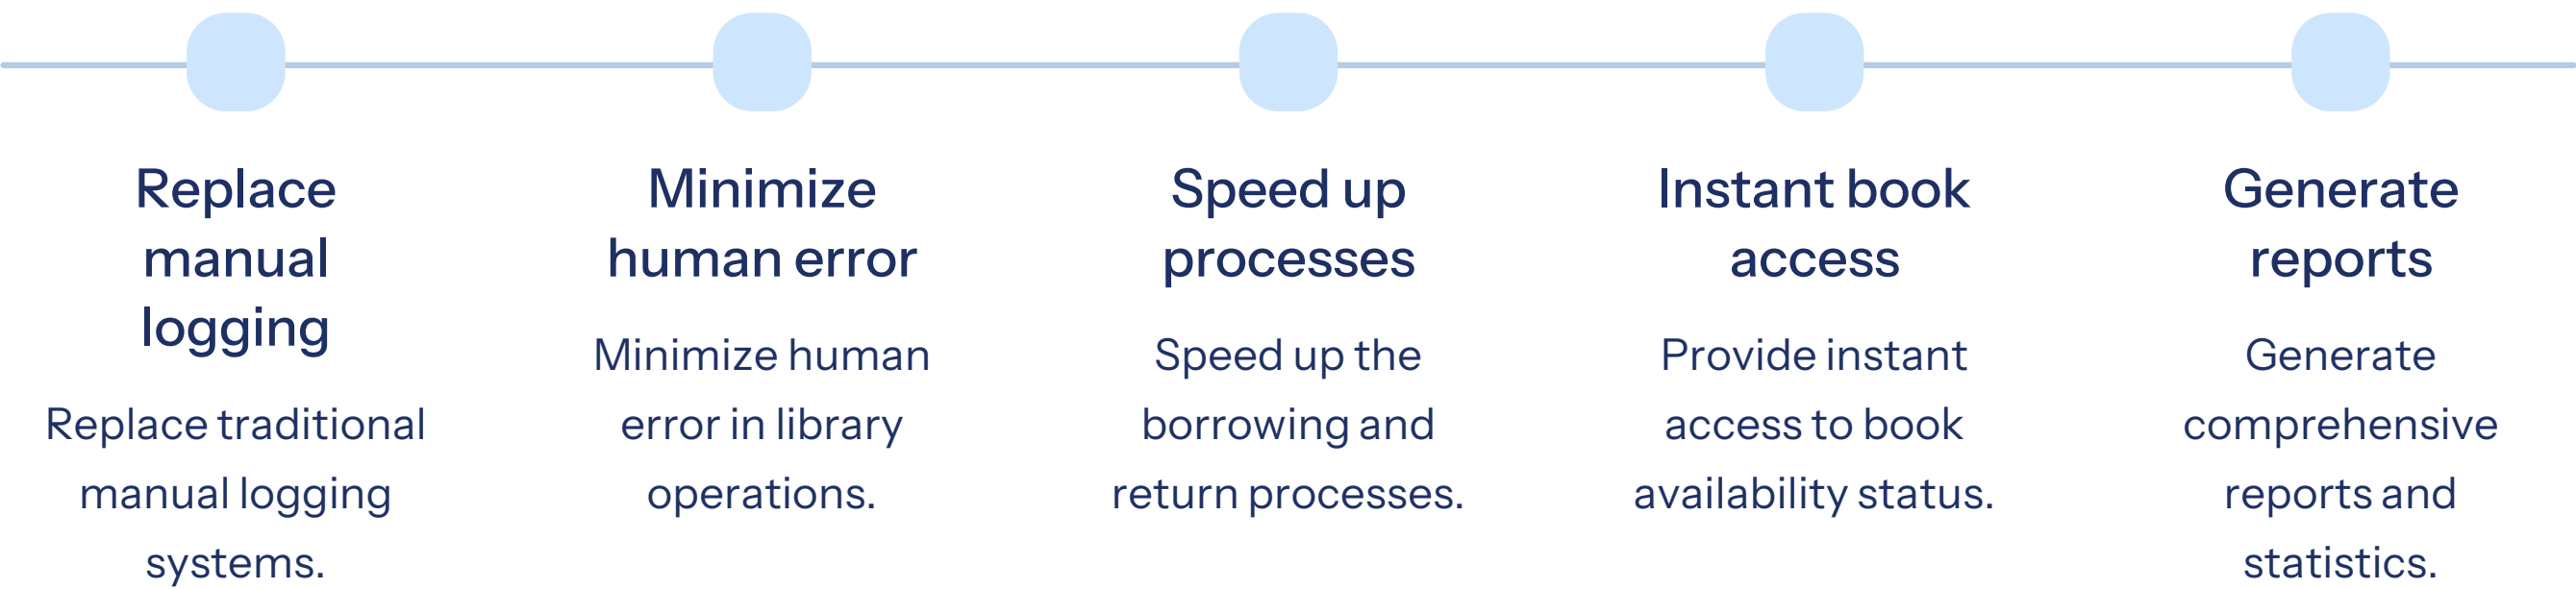 Replace
manual
logging
Replace traditional
manual logging
systems.
Minimize
human error
Minimize human
error in library
operations.
Speed up
processes
Speed up the
borrowing and
return processes.
Instant book
access
Provide instant
access to book
availability status.
Generate
reports
Generate
comprehensive
reports and
statistics.